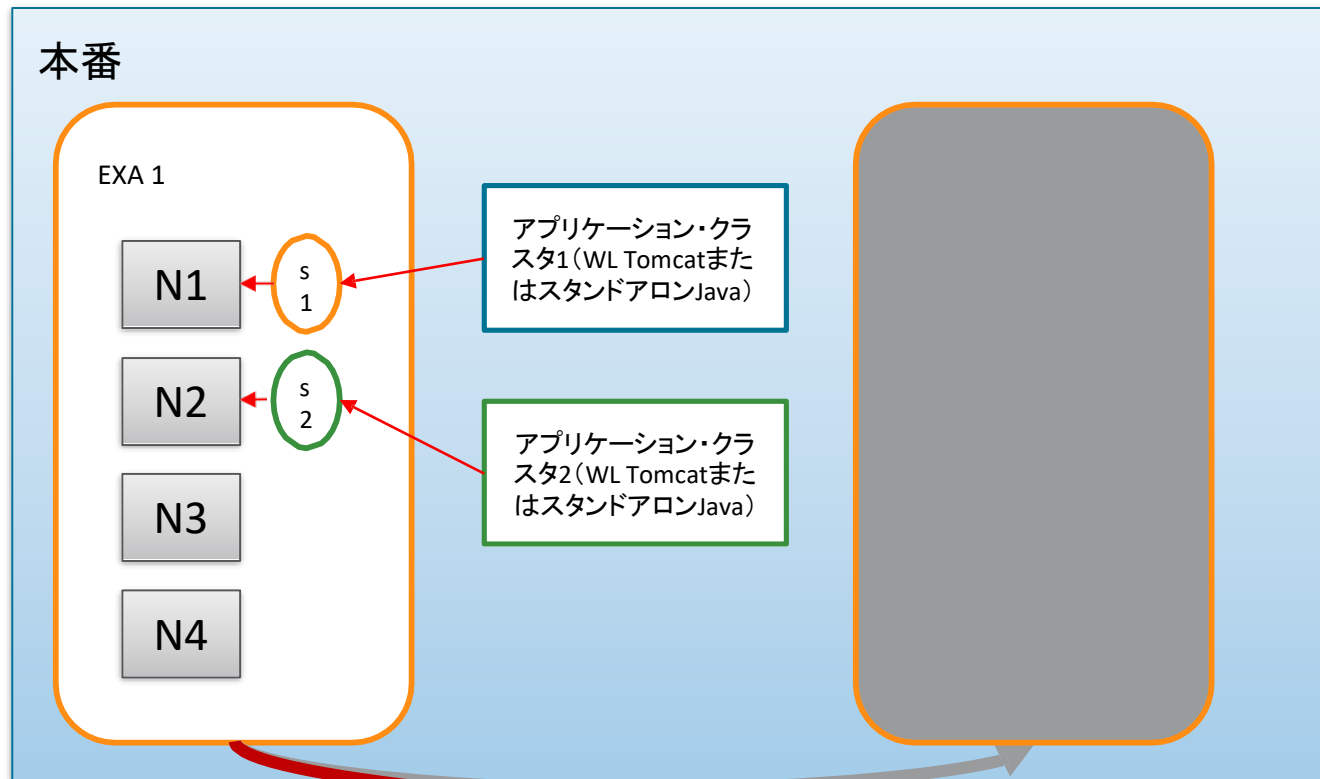 本番
EXA 1
N1
s
1
アプリケーション・クラ
スタ1（WL Tomcatまた
はスタンドアロンJava）
N2
s
2
アプリケーション・クラ
スタ2（WL Tomcatまた
はスタンドアロンJava）
N3
N4